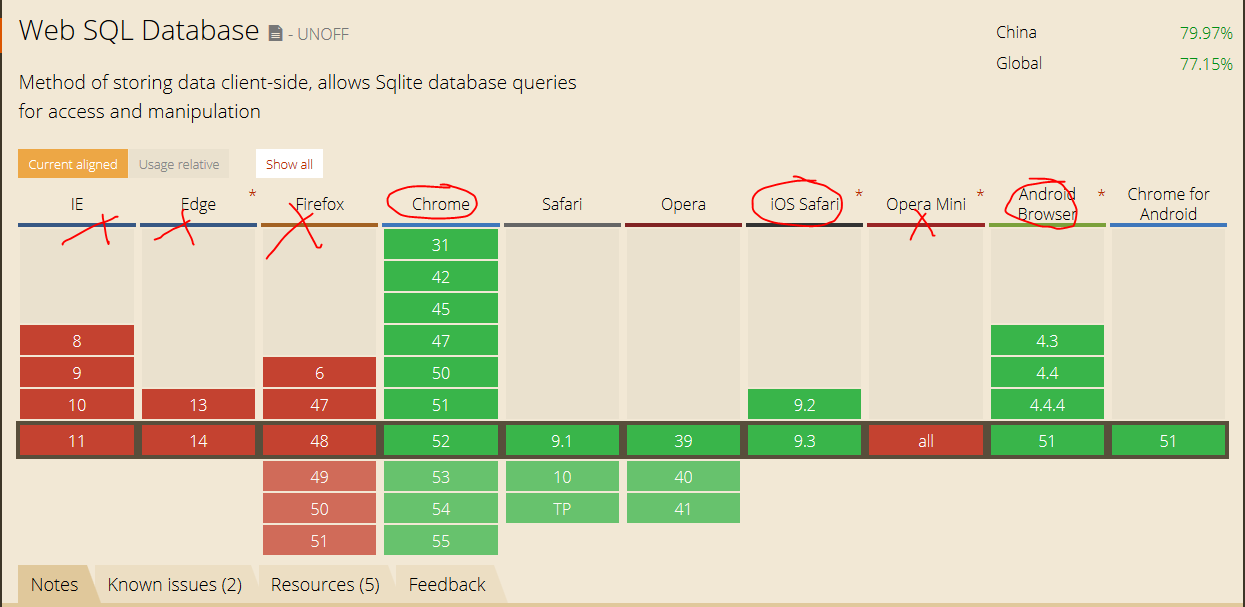 Web SQL Database - UNOFF
China 79.97%
Global 77.15%
Method of storing data client-side, allows Sqlite database queries
for access and manipulation
Current aligned Usage relative Show all
IE Edge * Firefox Chrome Safari Opera iOS Safari * Opera Mini * Android Browser * Chrome for Android
31
42
45
8 47 4.3
9 6 50 4.4
10 13 47 51 9.2 4.4.4
11 14 48 52 9.1 39 9.3 all 51 51
49 53 10 40
50 54 TP 41
51 55
Notes Known issues (2) Resources (5) Feedback